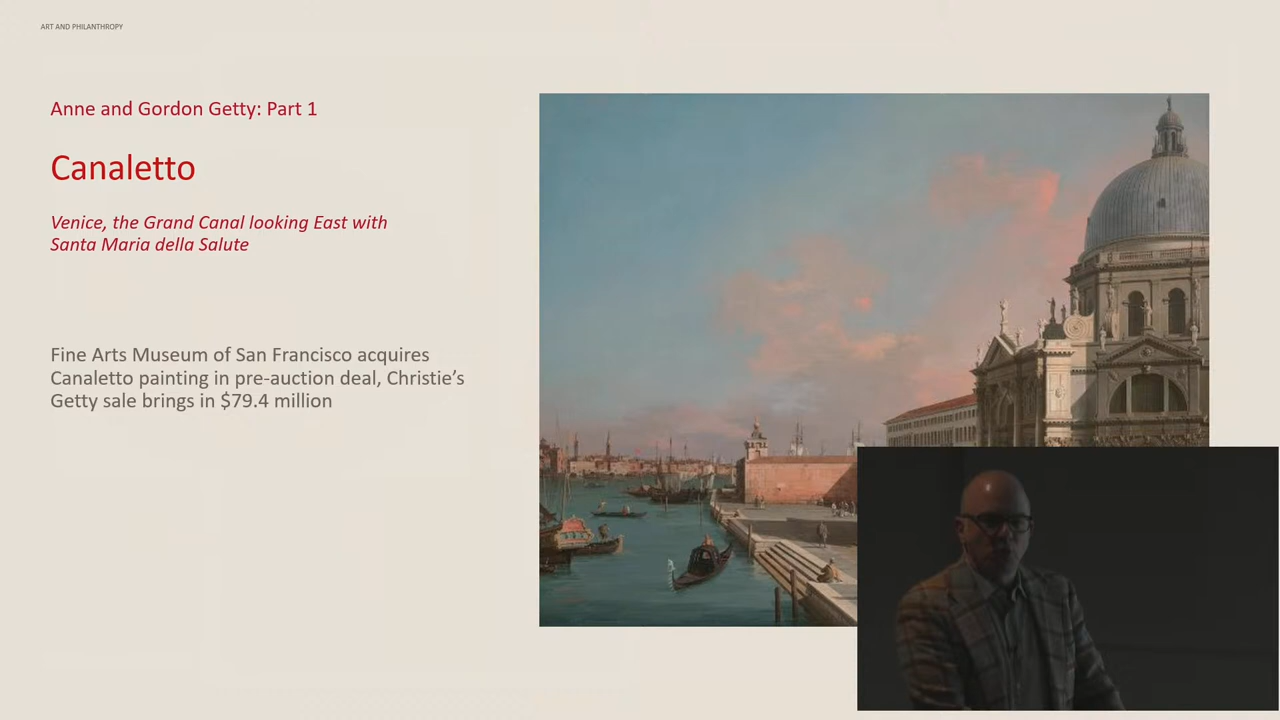 ART AND PHILANTHROPY
Anne and Gordon Getty: Part 1
Canaletto
Venice, the Grand Canal looking East with
Santa Maria della Salute
Fine Arts Museum of San Francisco acquires
Canaletto painting in pre-auction deal, Christie’s
Getty sale brings in $79.4 million